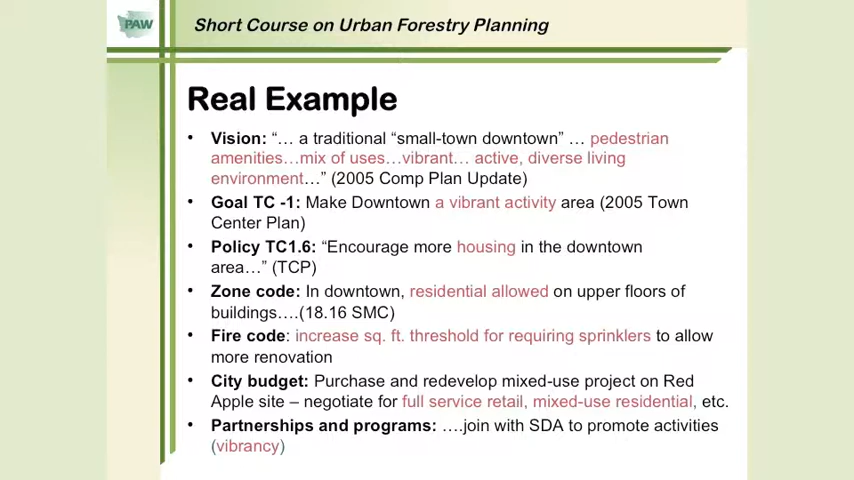 PAW
Short Course on Urban Forestry Planning
Real Example
• Vision: “… a traditional “small-town downtown” … pedestrian
amenities…mix of uses…vibrant… active, diverse living
environment…” (2005 Comp Plan Update)
• Goal TC -1: Make Downtown a vibrant activity area (2005 Town
Center Plan)
• Policy TC1.6: “Encourage more housing in the downtown
area…” (TCP)
• Zone code: In downtown, residential allowed on upper floors of
buildings….(18.16 SMC)
• Fire code: increase sq. ft. threshold for requiring sprinklers to allow
more renovation
• City budget: Purchase and redevelop mixed-use project on Red
Apple site – negotiate for full service retail, mixed-use residential, etc.
• Partnerships and programs: ….join with SDA to promote activities
(vibrancy)